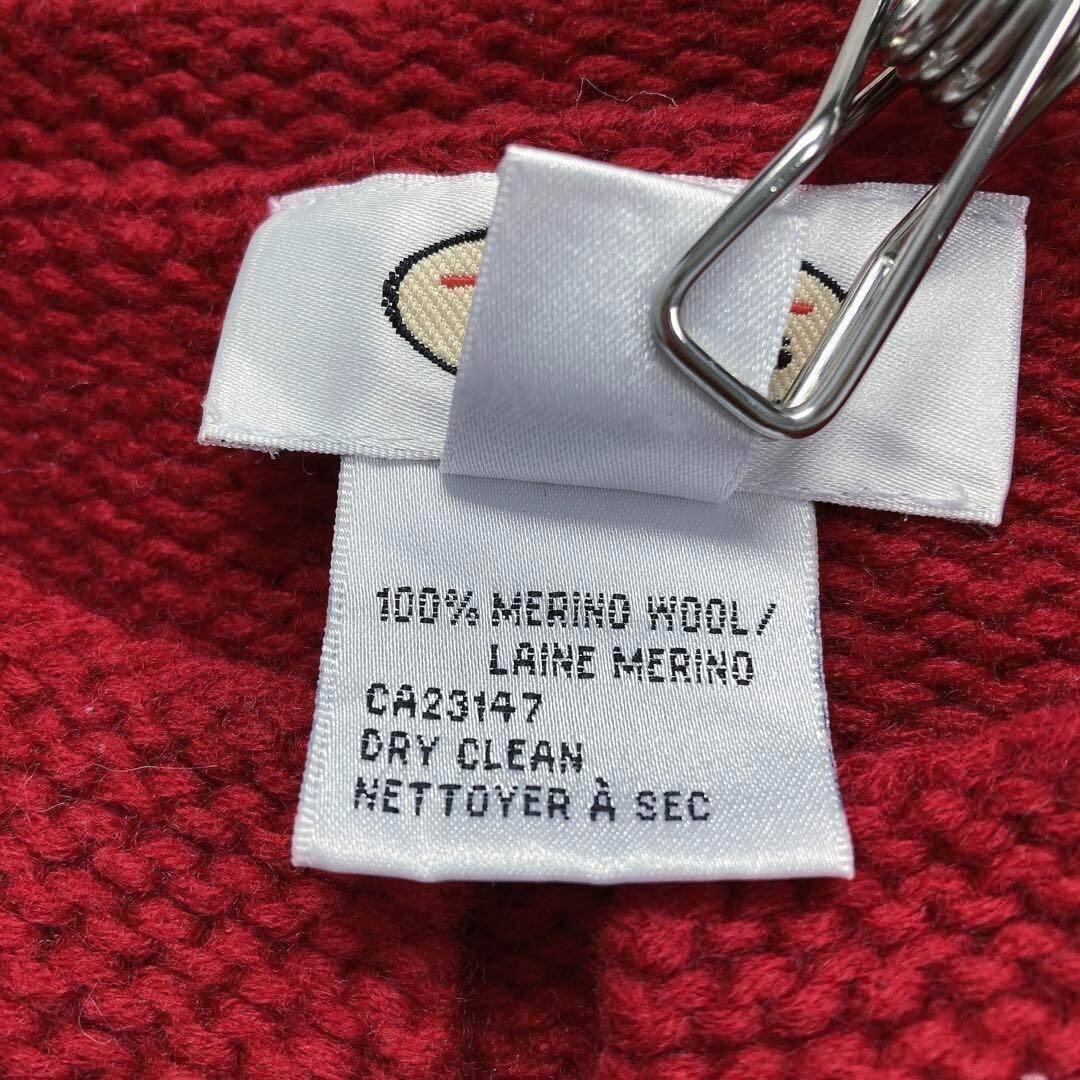 100% MERINO WOOL/
LAINE MERINO
CA23147
DRY CLEAN
NETTOYER À SEC